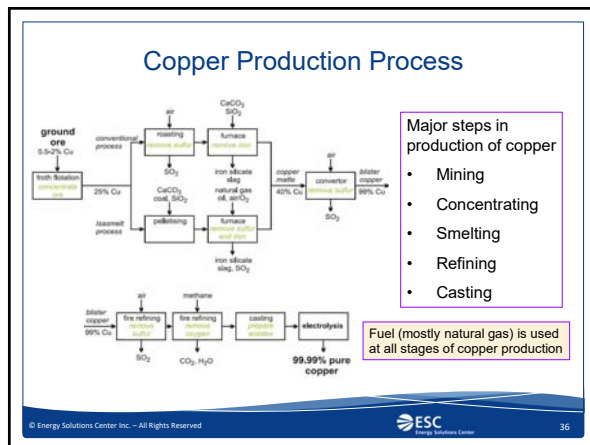 Copper Production Process
ground
ore
0.5-2% Cu
froth flotation
concentrate
ore
25% Cu
conventional
process
air
roasting
remove sulfur
SO₂
CaCO₃
SiO₂
furnace
remove iron
iron silicate
slag
Isasmelt
process
CaCO₃
coal, SiO₂
pelletising
natural gas
oil, air/O₂
furnace
remove sulfur
and iron
iron silicate
slag, SO₂
copper
matte
40% Cu
air
convertor
remove sulfur
SO₂
blister
copper
99% Cu
blister
copper
99% Cu
air
fire refining
remove
sulfur
SO₂
methane
fire refining
remove
oxygen
CO₂, H₂O
casting
prepare
anodes
electrolysis
99.99% pure
copper
Major steps in
production of copper
• Mining
• Concentrating
• Smelting
• Refining
• Casting
Fuel (mostly natural gas) is used
at all stages of copper production
© Energy Solutions Center Inc. – All Rights Reserved
ESC
Energy Solutions Center
36